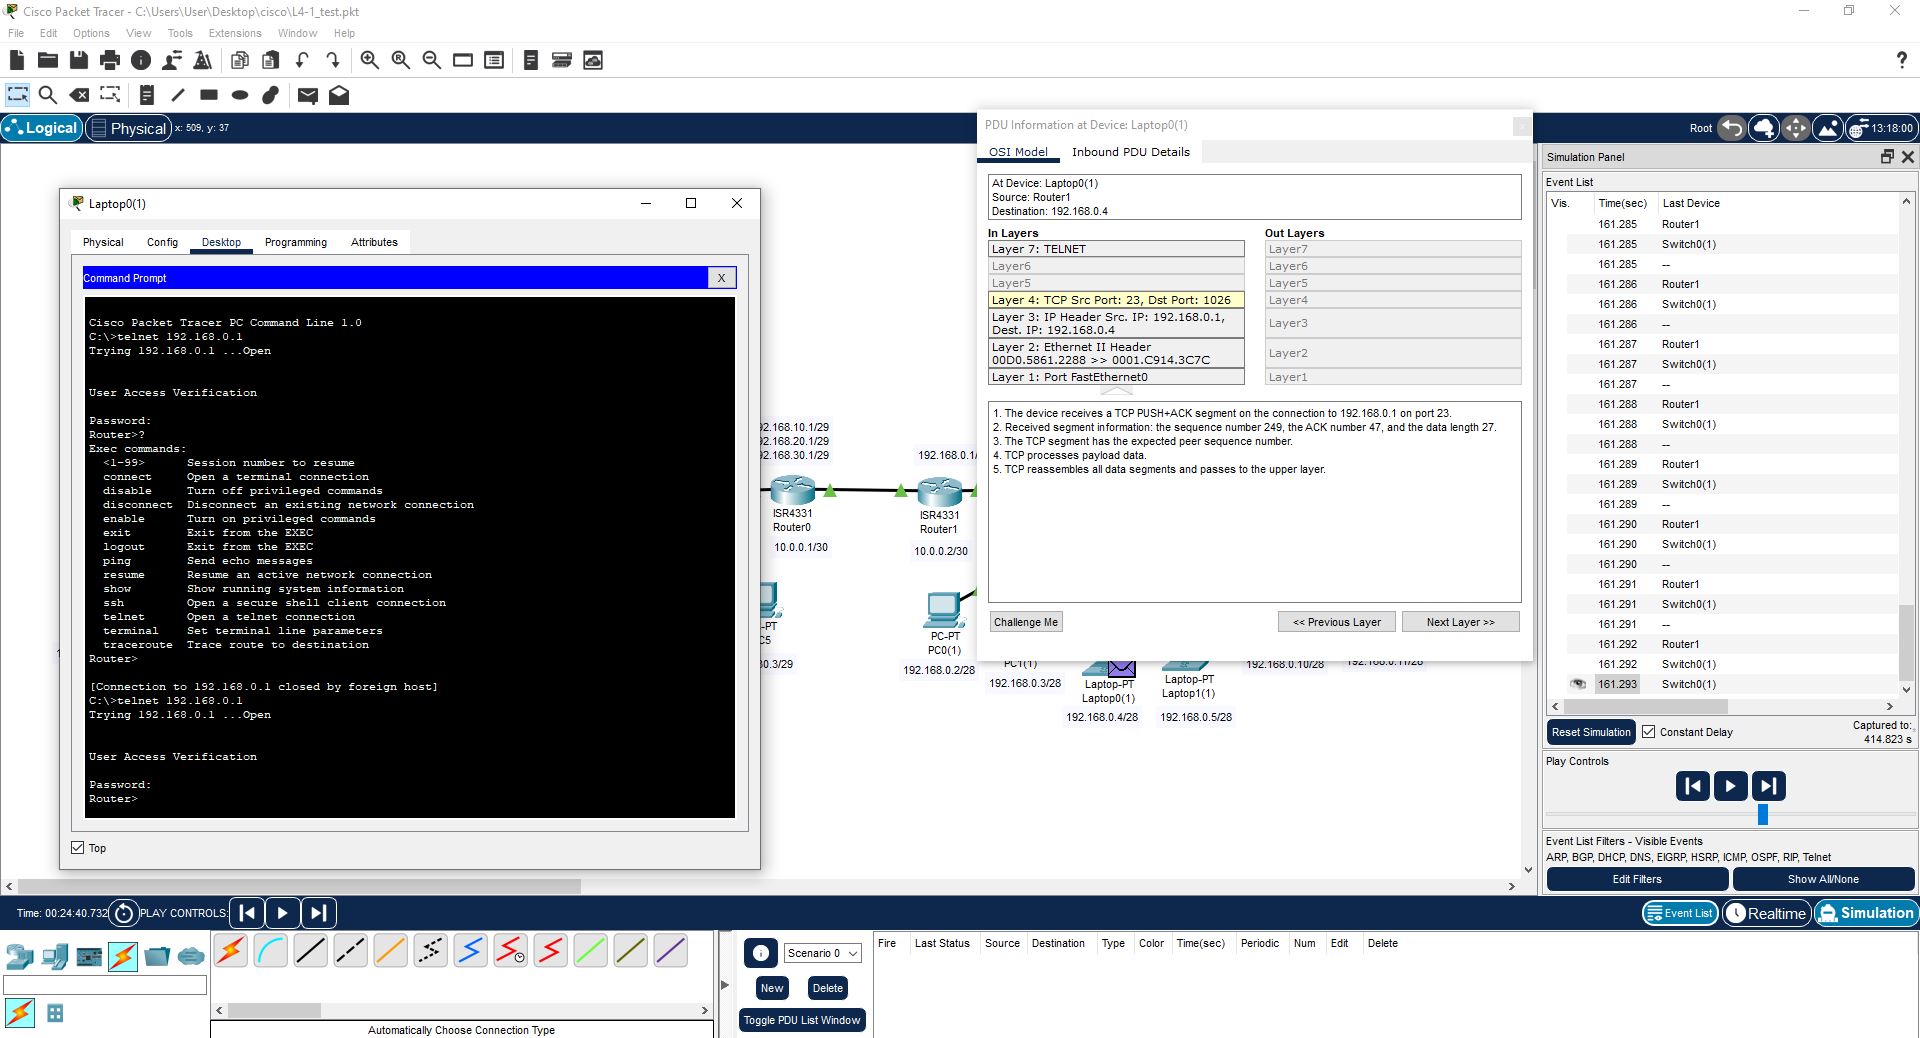 Cisco Packet Tracer - C:\Users\User\Desktop\cisco\L4-1_test.pkt
File Edit Options View Tools Extensions Window Help
Logical Physical x: 509, y: 37
Root 13:18:00
Laptop0(1)
Physical Config Desktop Programming Attributes
Command Prompt X
Cisco Packet Tracer PC Command Line 1.0
C:\>telnet 192.168.0.1
Trying 192.168.0.1 ...Open
User Access Verification
Password:
Router>?
Exec commands:
<1-99> Session number to resume
connect Open a terminal connection
disable Turn off privileged commands
disconnect Disconnect an existing network connection
enable Turn on privileged commands
exit Exit from the EXEC
logout Exit from the EXEC
ping Send echo messages
resume Resume an active network connection
show Show running system information
ssh Open a secure shell client connection
telnet Open a telnet connection
terminal Set terminal line parameters
traceroute Trace route to destination
Router>
[Connection to 192.168.0.1 closed by foreign host]
C:\>telnet 192.168.0.1
Trying 192.168.0.1 ...Open
User Access Verification
Password:
Router>
Top
92.168.10.1/29
92.168.20.1/29
92.168.30.1/29
192.168.0.1/
ISR4331
Router0
ISR4331
Router1
10.0.0.1/30
10.0.0.2/30
-PT
C5
30.3/29
PC-PT
PC0(1)
192.168.0.2/28
PC1(1)
192.168.0.3/28
Laptop-PT
Laptop0(1)
192.168.0.4/28
Laptop-PT
Laptop1(1)
192.168.0.5/28
192.168.0.10/28
192.168.0.11/28
PDU Information at Device: Laptop0(1)
OSI Model Inbound PDU Details
At Device: Laptop0(1)
Source: Router1
Destination: 192.168.0.4
In Layers
Layer 7: TELNET
Layer6
Layer5
Layer 4: TCP Src Port: 23, Dst Port: 1026
Layer 3: IP Header Src. IP: 192.168.0.1,
Dest. IP: 192.168.0.4
Layer 2: Ethernet II Header
00D0.5861.2288 >> 0001.C914.3C7C
Layer 1: Port FastEthernet0
Out Layers
Layer7
Layer6
Layer5
Layer4
Layer3
Layer2
Layer1
1. The device receives a TCP PUSH+ACK segment on the connection to 192.168.0.1 on port 23.
2. Received segment information: the sequence number 249, the ACK number 47, and the data length 27.
3. The TCP segment has the expected peer sequence number.
4. TCP processes payload data.
5. TCP reassembles all data segments and passes to the upper layer.
Challenge Me << Previous Layer Next Layer >>
Simulation Panel
Event List
Vis. Time(sec) Last Device
161.285 Router1
161.285 Switch0(1)
161.285 --
161.286 Router1
161.286 Switch0(1)
161.286 --
161.287 Router1
161.287 Switch0(1)
161.287 --
161.288 Router1
161.288 Switch0(1)
161.288 --
161.289 Router1
161.289 Switch0(1)
161.289 --
161.290 Router1
161.290 Switch0(1)
161.290 --
161.291 Router1
161.291 Switch0(1)
161.291 --
161.292 Router1
161.292 Switch0(1)
161.293 Switch0(1)
Reset Simulation Constant Delay
Captured to:
414.823 s
Play Controls
Event List Filters - Visible Events
ARP, BGP, DHCP, DNS, EIGRP, HSRP, ICMP, OSPF, RIP, Telnet
Edit Filters Show All/None
Time: 00:24:40.732 PLAY CONTROLS:
Event List Realtime Simulation
Automatically Choose Connection Type
Scenario 0
New Delete
Toggle PDU List Window
Fire Last Status Source Destination Type Color Time(sec) Periodic Num Edit Delete